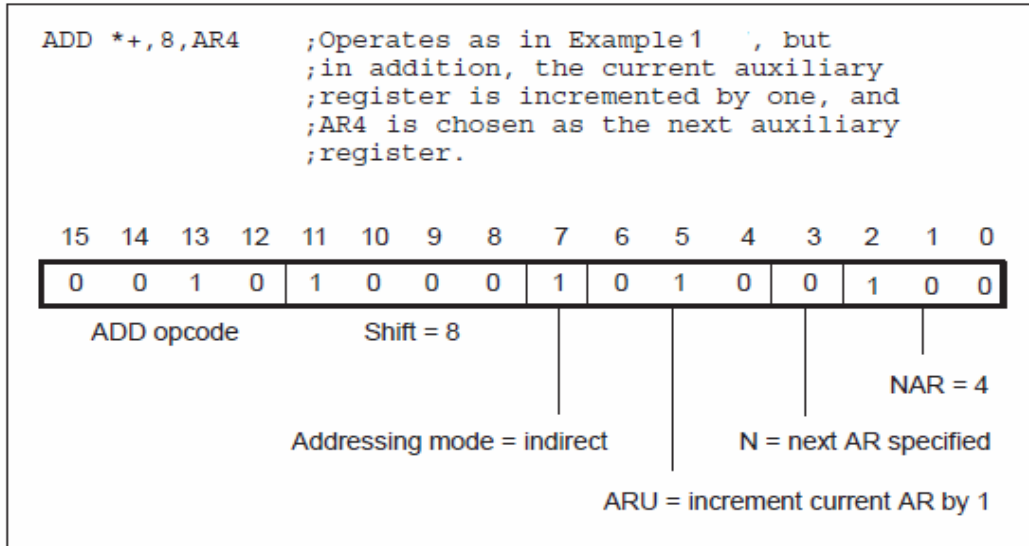 ADD *+,8,AR4 ;Operates as in Example 1 , but
;in addition, the current auxiliary
;register is incremented by one, and
;AR4 is chosen as the next auxiliary
;register.
15 14 13 12 11 10 9 8 7 6 5 4 3 2 1 0
0 0 1 0 1 0 0 0 1 0 1 0 0 1 0 0
ADD opcode Shift = 8
NAR = 4
Addressing mode = indirect N = next AR specified
ARU = increment current AR by 1